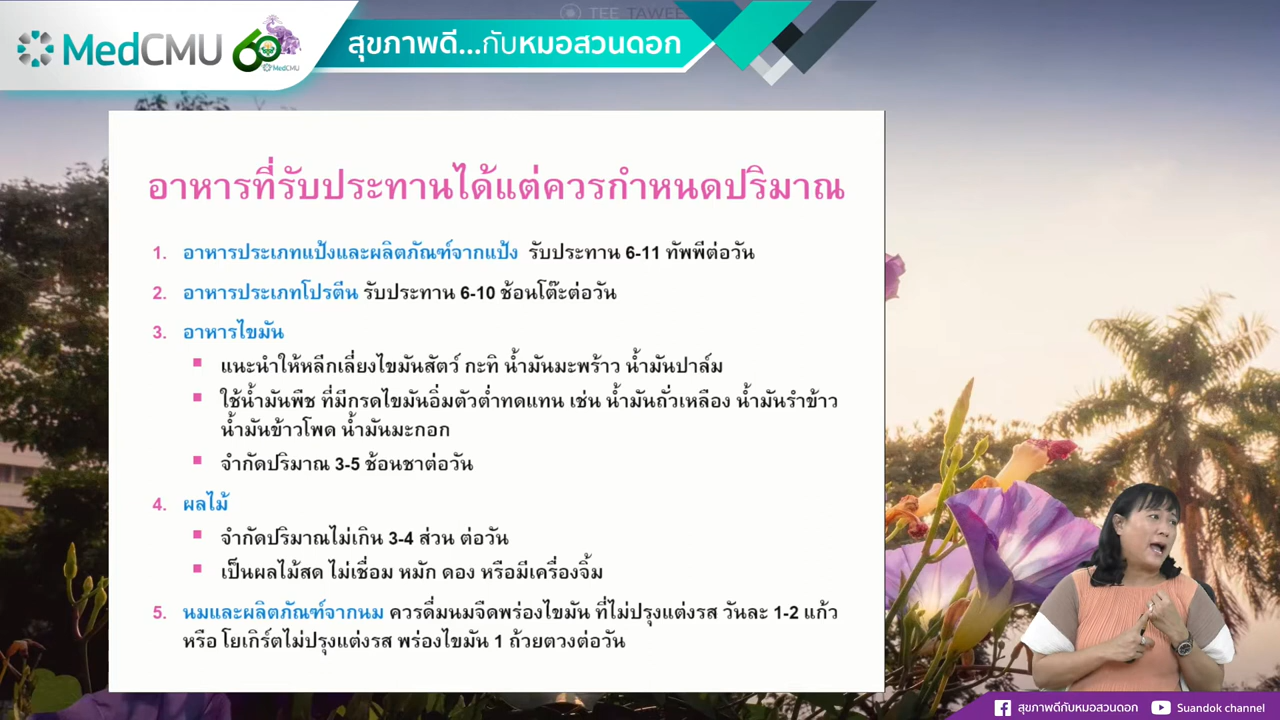 TEE TAWEE
MedCMU
60
MedCMU
สุขภาพดี...กับหมอสวนดอก
อาหารที่รับประทานได้แต่ควรกำหนดปริมาณ
1. อาหารประเภทแป้งและผลิตภัณฑ์จากแป้ง รับประทาน 6-11 ทัพพีต่อวัน
2. อาหารประเภทโปรตีน รับประทาน 6-10 ช้อนโต๊ะต่อวัน
3. อาหารไขมัน
▪ แนะนำให้หลีกเลี่ยงไขมันสัตว์ กะทิ น้ำมันมะพร้าว น้ำมันปาล์ม
▪ ใช้น้ำมันพืช ที่มีกรดไขมันอิ่มตัวต่ำทดแทน เช่น น้ำมันถั่วเหลือง น้ำมันรำข้าว
น้ำมันข้าวโพด น้ำมันมะกอก
▪ จำกัดปริมาณ 3-5 ช้อนชาต่อวัน
4. ผลไม้
▪ จำกัดปริมาณไม่เกิน 3-4 ส่วน ต่อวัน
▪ เป็นผลไม้สด ไม่เชื่อม หมัก ดอง หรือมีเครื่องจิ้ม
5. นมและผลิตภัณฑ์จากนม ควรดื่มนมจืดพร่องไขมัน ที่ไม่ปรุงแต่งรส วันละ 1-2 แก้ว
หรือ โยเกิร์ตไม่ปรุงแต่งรส พร่องไขมัน 1 ถ้วยตวงต่อวัน
สุขภาพดีกับหมอสวนดอก
Suandok channel